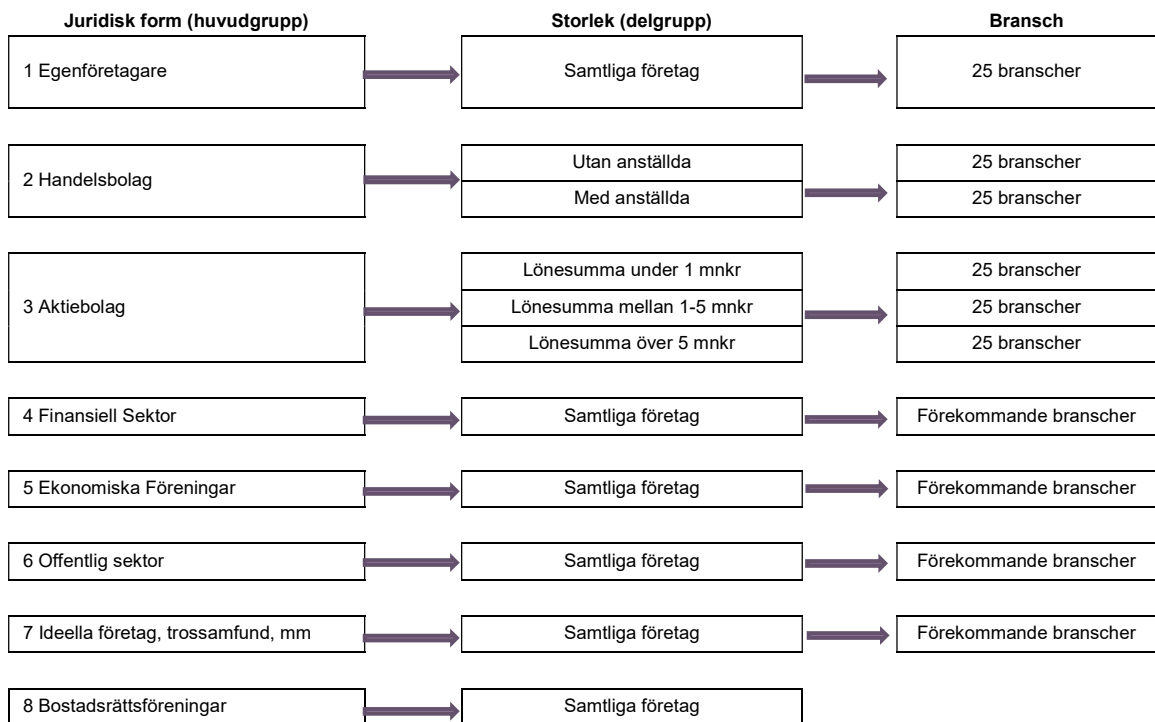 Juridisk form (huvudgrupp) Storlek (delgrupp) Bransch
1 Egenföretagare Samtliga företag 25 branscher
2 Handelsbolag
Utan anställda 25 branscher
Med anställda 25 branscher
3 Aktiebolag
Lönesumma under 1 mnkr 25 branscher
Lönesumma mellan 1-5 mnkr 25 branscher
Lönesumma över 5 mnkr 25 branscher
4 Finansiell Sektor Samtliga företag Förekommande branscher
5 Ekonomiska Föreningar Samtliga företag Förekommande branscher
6 Offentlig sektor Samtliga företag Förekommande branscher
7 Ideella företag, trossamfund, mm Samtliga företag Förekommande branscher
8 Bostadsrättsföreningar Samtliga företag